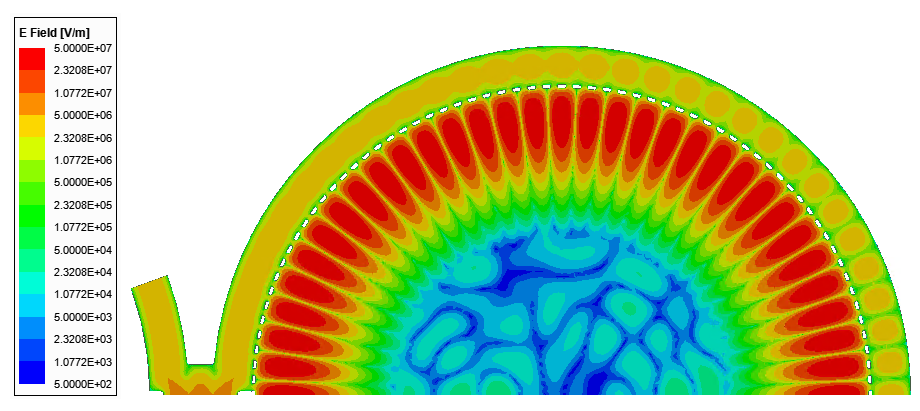 E Field [V/m]
5.0000E+07
2.3208E+07
1.0772E+07
5.0000E+06
2.3208E+06
1.0772E+06
5.0000E+05
2.3208E+05
1.0772E+05
5.0000E+04
2.3208E+04
1.0772E+04
5.0000E+03
2.3208E+03
1.0772E+03
5.0000E+02